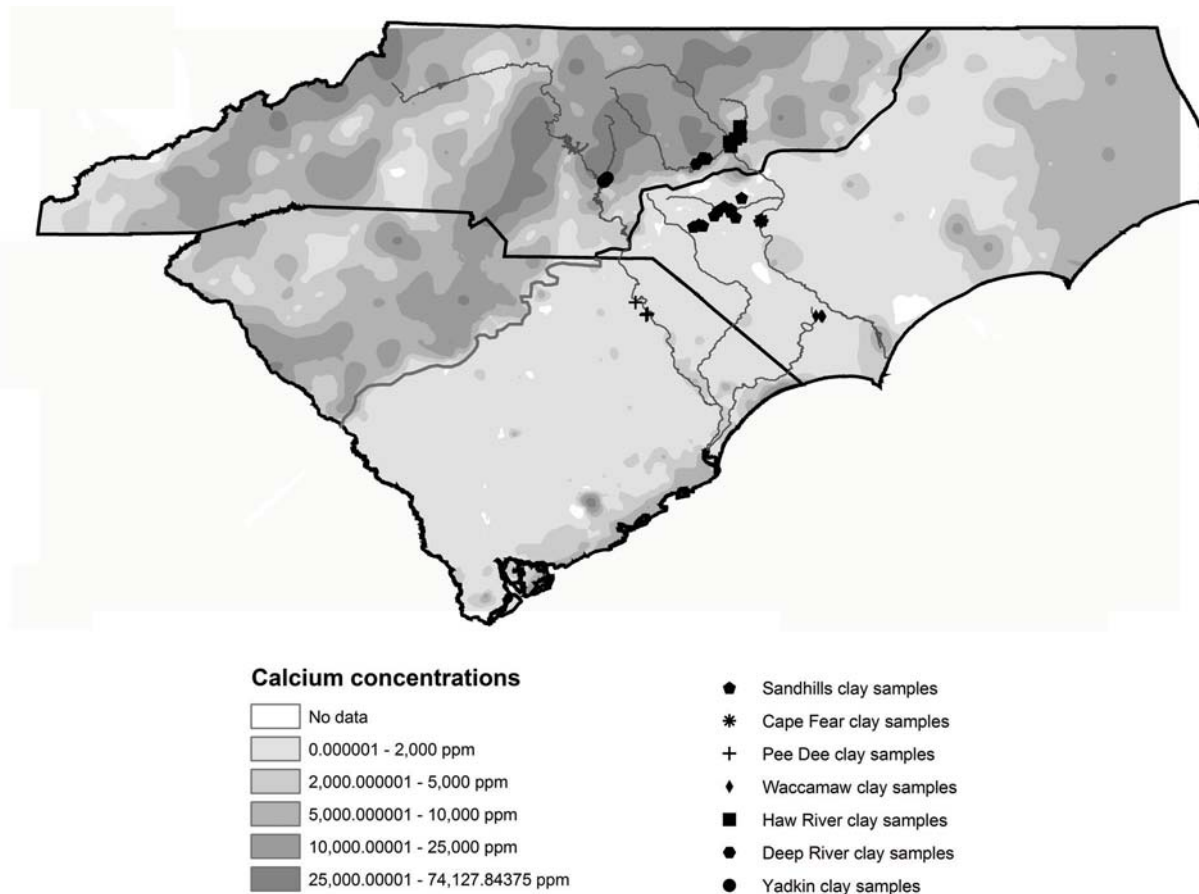 Calcium concentrations
No data
0.000001 - 2,000 ppm
2,000.000001 - 5,000 ppm
5,000.000001 - 10,000 ppm
10,000.00001 - 25,000 ppm
25,000.00001 - 74,127.84375 ppm
Sandhills clay samples
Cape Fear clay samples
Pee Dee clay samples
Waccamaw clay samples
Haw River clay samples
Deep River clay samples
Yadkin clay samples